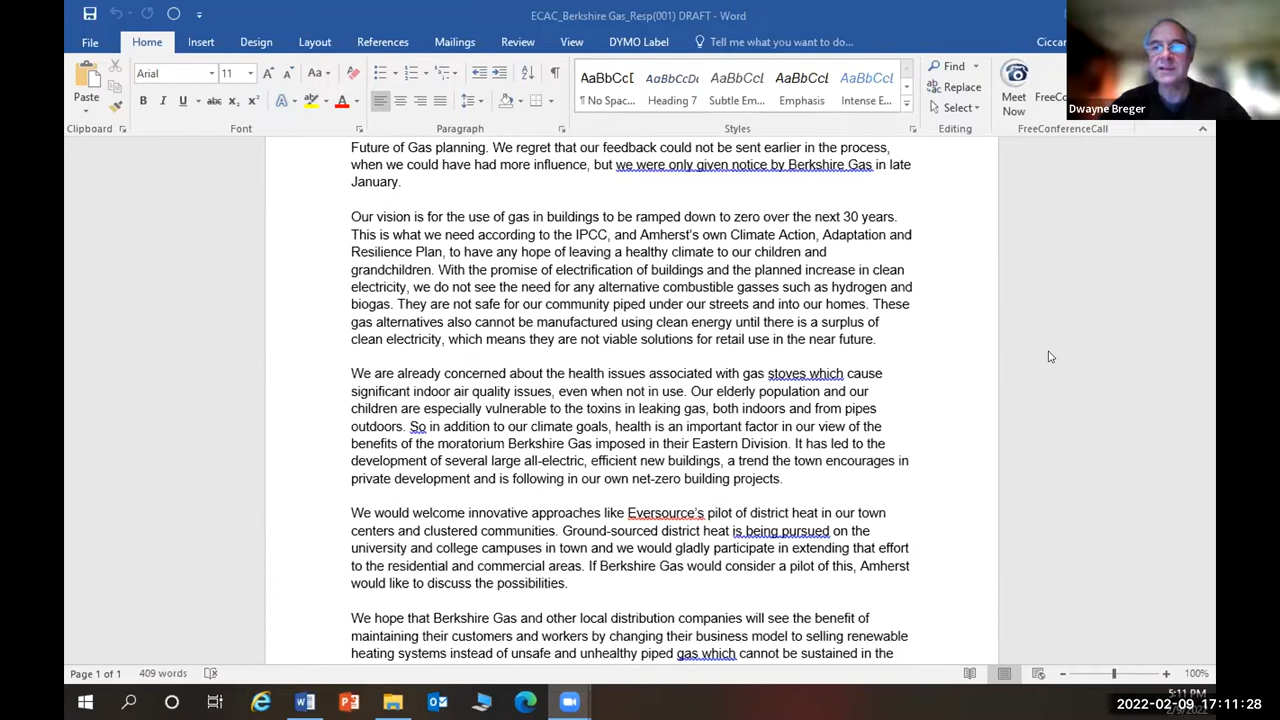 ECAC_Berkshire Gas_Resp(001) DRAFT - Word
File
Home
Insert
Design
Layout
References
Mailings
Review
View
DYMO Label
Tell me what you want to do...
Ciccar
Dwayne Breger
Paste
Arial
11
Aa
B I U abc x₂ x²
A
A
AaBbCcI
AaBbCcl
AaBbCcl
AaBbCcl
AaBbCcl
¶ No Spac...
Heading 7
Subtle Em...
Emphasis
Intense E...
Find
Replace
Select
Meet
Now
FreeCo
Clipboard
Font
Paragraph
Styles
Editing
FreeConferenceCall
Future of Gas planning. We regret that our feedback could not be sent earlier in the process,
when we could have had more influence, but we were only given notice by Berkshire Gas in late
January.
Our vision is for the use of gas in buildings to be ramped down to zero over the next 30 years.
This is what we need according to the IPCC, and Amherst's own Climate Action, Adaptation and
Resilience Plan, to have any hope of leaving a healthy climate to our children and
grandchildren. With the promise of electrification of buildings and the planned increase in clean
electricity, we do not see the need for any alternative combustible gasses such as hydrogen and
biogas. They are not safe for our community piped under our streets and into our homes. These
gas alternatives also cannot be manufactured using clean energy until there is a surplus of
clean electricity, which means they are not viable solutions for retail use in the near future.
We are already concerned about the health issues associated with gas stoves which cause
significant indoor air quality issues, even when not in use. Our elderly population and our
children are especially vulnerable to the toxins in leaking gas, both indoors and from pipes
outdoors. So in addition to our climate goals, health is an important factor in our view of the
benefits of the moratorium Berkshire Gas imposed in their Eastern Division. It has led to the
development of several large all-electric, efficient new buildings, a trend the town encourages in
private development and is following in our own net-zero building projects.
We would welcome innovative approaches like Eversource's pilot of district heat in our town
centers and clustered communities. Ground-sourced district heat is being pursued on the
university and college campuses in town and we would gladly participate in extending that effort
to the residential and commercial areas. If Berkshire Gas would consider a pilot of this, Amherst
would like to discuss the possibilities.
We hope that Berkshire Gas and other local distribution companies will see the benefit of
maintaining their customers and workers by changing their business model to selling renewable
heating systems instead of unsafe and unhealthy piped gas which cannot be sustained in the
Page 1 of 1
409 words
100%
5:11 PM
2022-02-09 17:11:28